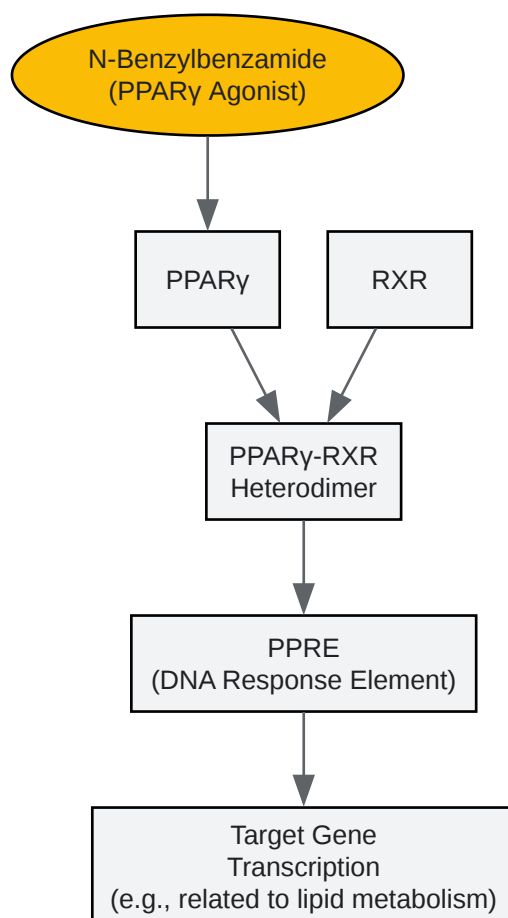 N-Benzylbenzamide
(PPARγ Agonist)
PPARγ
RXR
PPARγ-RXR
Heterodimer
PPRE
(DNA Response Element)
Target Gene
Transcription
(e.g., related to lipid metabolism)